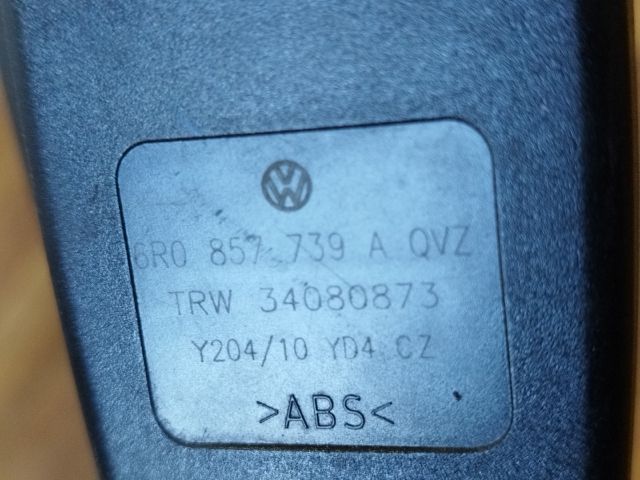 6R0 857 739 A QVZ
TRW 34080873
Y204/10 YD4 CZ
>ABS<